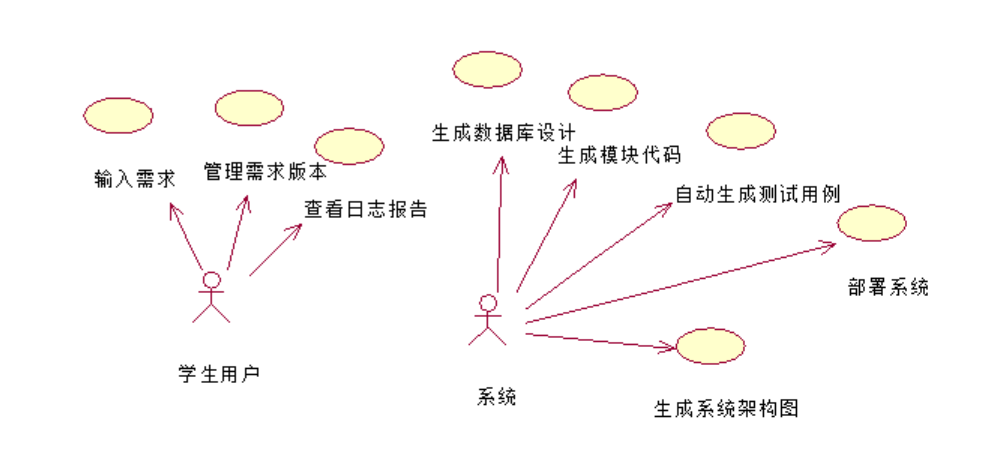 输入需求
管理需求版本
查看日志报告
学生用户
生成数据库设计
生成模块代码
自动生成测试用例
部署系统
系统
生成系统架构图